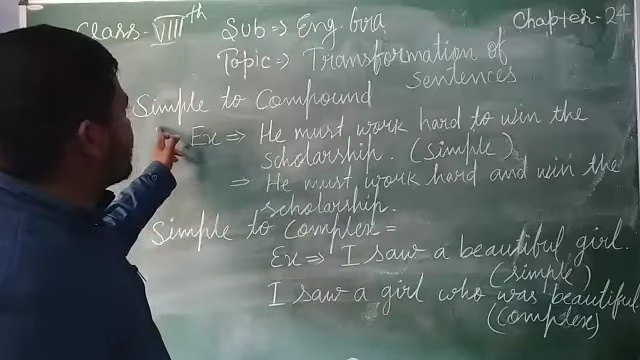 Class-VIIIth Sub ⇒ Eng. Gra. Chapter-24
Topic ⇒ Transformation of
sentences
Simple to Compound
Ex ⇒ He must work hard to win the
scholarship. (simple)
⇒ He must work hard and win the
scholarship.
Simple to Complex =
Ex ⇒ I saw a beautiful girl.
(simple)
I saw a girl who was beautiful.
(complex)